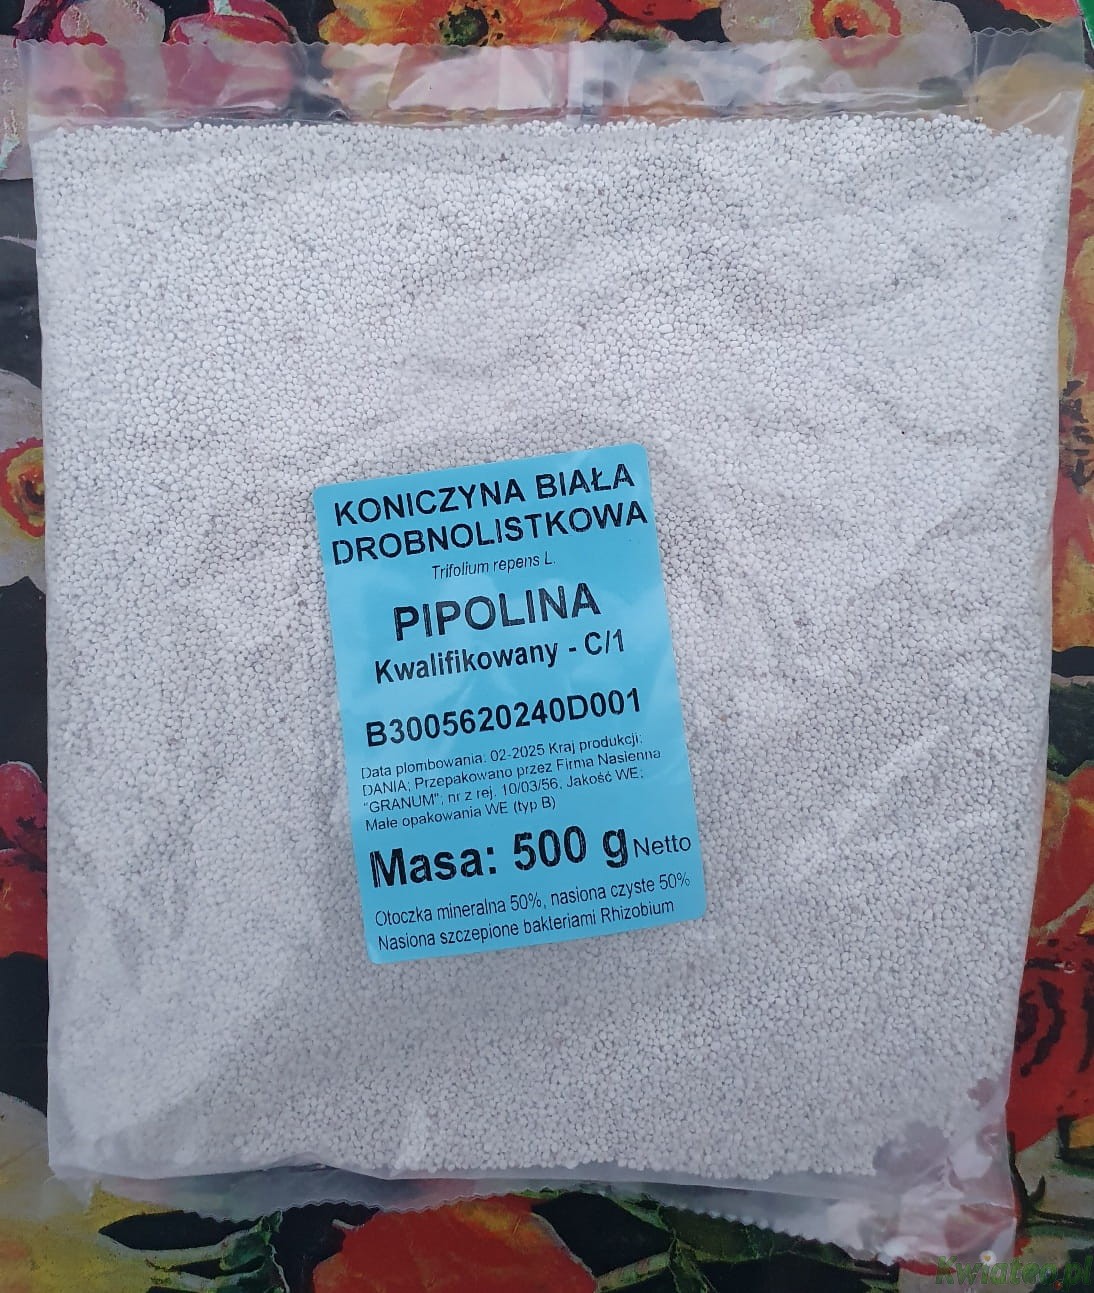 KONICZYNA BIAŁA
DROBNOLISTKOWA
Trifolium repens L.
PIPOLINA
Kwalifikowany - C/1
B3005620240D001
Data plombowania: 02-2025 Kraj produkcji:
DANIA; Przepakowano przez Firma Nasienna
"GRANUM"; nr z rej. 10/03/56, Jakość WE;
Małe opakowania WE (typ B)
Masa: 500 g Netto
Otoczka mineralna 50%, nasiona czyste 50%
Nasiona szczepione bakteriami Rhizobium
Kwiaty.pl